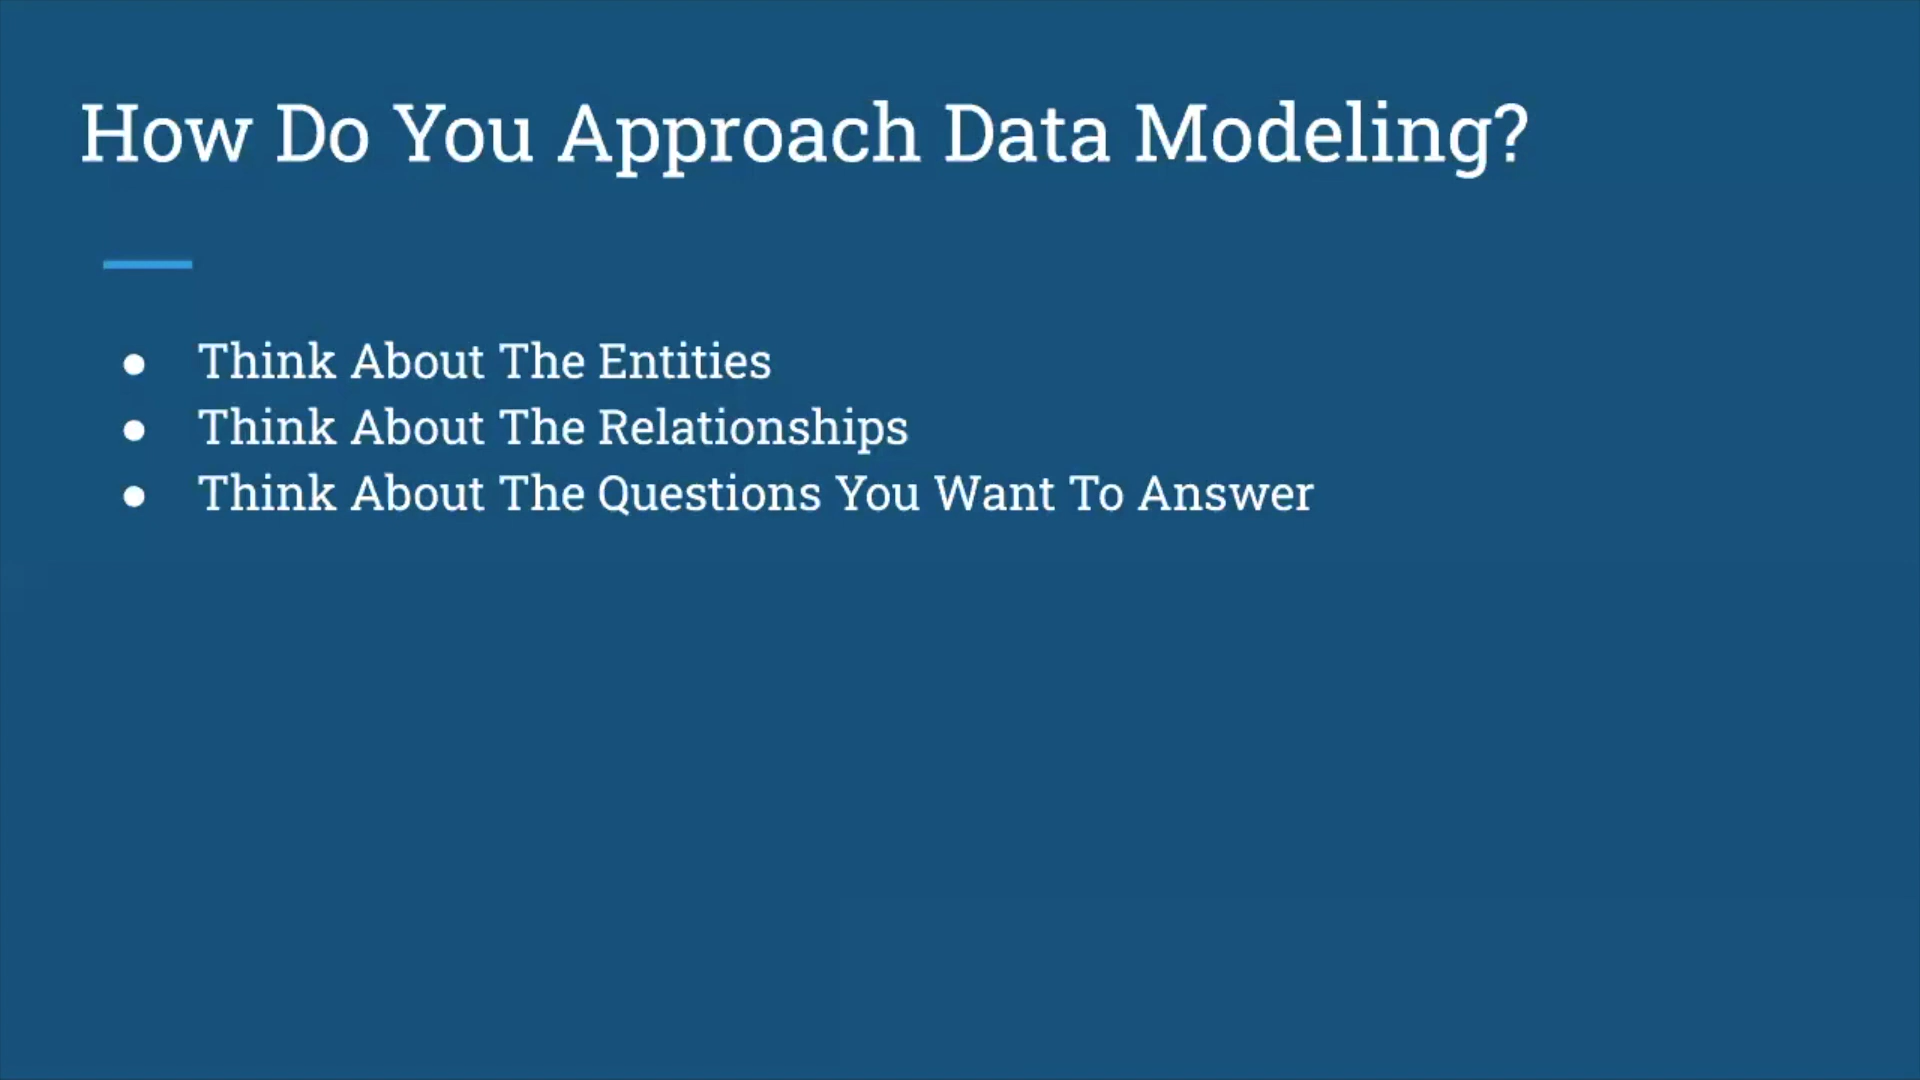 How Do You Approach Data Modeling?
● Think About The Entities
● Think About The Relationships
● Think About The Questions You Want To Answer